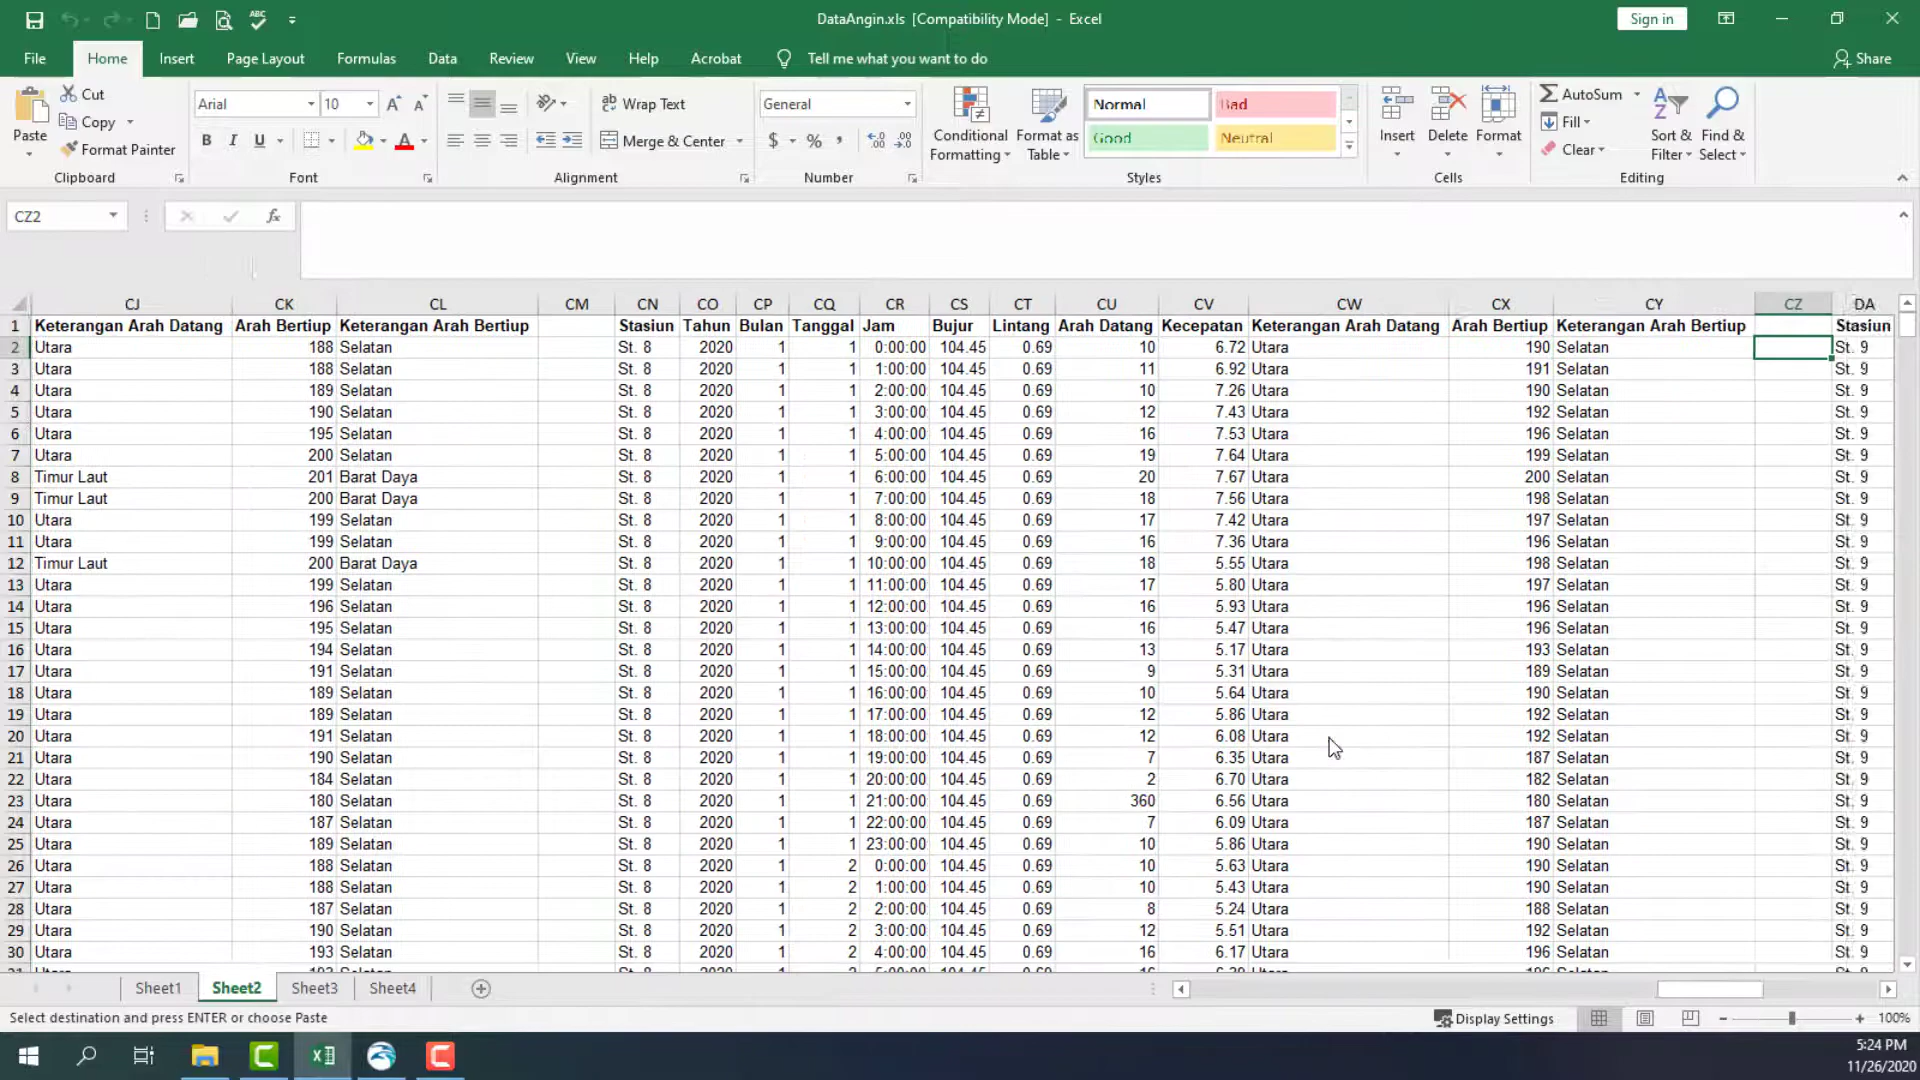 DataAngin.xls [Compatibility Mode] - Excel
Sign in
File Home Insert Page Layout Formulas Data Review View Help Acrobat Tell me what you want to do Share
Paste Cut Copy Format Painter Clipboard
Arial 10 B I U Font
Wrap Text Merge & Center Alignment
General $ % , Number
Conditional Formatting Format as Table Normal Bad Good Neutral Styles
Insert Delete Format Cells
AutoSum Fill Clear Sort & Filter Find & Select Editing
CZ2 fx
CJ CK CL CM CN CO CP CQ CR CS CT CU CV CW CX CY CZ DA
1 Keterangan Arah Datang Arah Bertiup Keterangan Arah Bertiup Stasiun Tahun Bulan Tanggal Jam Bujur Lintang Arah Datang Kecepatan Keterangan Arah Datang Arah Bertiup Keterangan Arah Bertiup Stasiun
2 Utara 188 Selatan St. 8 2020 1 1 0:00:00 104.45 0.69 10 6.72 Utara 190 Selatan St. 9
3 Utara 188 Selatan St. 8 2020 1 1 1:00:00 104.45 0.69 11 6.92 Utara 191 Selatan St. 9
4 Utara 189 Selatan St. 8 2020 1 1 2:00:00 104.45 0.69 10 7.26 Utara 190 Selatan St. 9
5 Utara 190 Selatan St. 8 2020 1 1 3:00:00 104.45 0.69 12 7.43 Utara 192 Selatan St. 9
6 Utara 195 Selatan St. 8 2020 1 1 4:00:00 104.45 0.69 16 7.53 Utara 196 Selatan St. 9
7 Utara 200 Selatan St. 8 2020 1 1 5:00:00 104.45 0.69 19 7.64 Utara 199 Selatan St. 9
8 Timur Laut 201 Barat Daya St. 8 2020 1 1 6:00:00 104.45 0.69 20 7.67 Utara 200 Selatan St. 9
9 Timur Laut 200 Barat Daya St. 8 2020 1 1 7:00:00 104.45 0.69 18 7.56 Utara 198 Selatan St. 9
10 Utara 199 Selatan St. 8 2020 1 1 8:00:00 104.45 0.69 17 7.42 Utara 197 Selatan St. 9
11 Utara 199 Selatan St. 8 2020 1 1 9:00:00 104.45 0.69 16 7.36 Utara 196 Selatan St. 9
12 Timur Laut 200 Barat Daya St. 8 2020 1 1 10:00:00 104.45 0.69 18 5.55 Utara 198 Selatan St. 9
13 Utara 199 Selatan St. 8 2020 1 1 11:00:00 104.45 0.69 17 5.80 Utara 197 Selatan St. 9
14 Utara 196 Selatan St. 8 2020 1 1 12:00:00 104.45 0.69 16 5.93 Utara 196 Selatan St. 9
15 Utara 195 Selatan St. 8 2020 1 1 13:00:00 104.45 0.69 16 5.47 Utara 196 Selatan St. 9
16 Utara 194 Selatan St. 8 2020 1 1 14:00:00 104.45 0.69 13 5.17 Utara 193 Selatan St. 9
17 Utara 191 Selatan St. 8 2020 1 1 15:00:00 104.45 0.69 9 5.31 Utara 189 Selatan St. 9
18 Utara 189 Selatan St. 8 2020 1 1 16:00:00 104.45 0.69 10 5.64 Utara 190 Selatan St. 9
19 Utara 189 Selatan St. 8 2020 1 1 17:00:00 104.45 0.69 12 5.86 Utara 192 Selatan St. 9
20 Utara 191 Selatan St. 8 2020 1 1 18:00:00 104.45 0.69 12 6.08 Utara 192 Selatan St. 9
21 Utara 190 Selatan St. 8 2020 1 1 19:00:00 104.45 0.69 7 6.35 Utara 187 Selatan St. 9
22 Utara 184 Selatan St. 8 2020 1 1 20:00:00 104.45 0.69 2 6.70 Utara 182 Selatan St. 9
23 Utara 180 Selatan St. 8 2020 1 1 21:00:00 104.45 0.69 360 6.56 Utara 180 Selatan St. 9
24 Utara 187 Selatan St. 8 2020 1 1 22:00:00 104.45 0.69 7 6.09 Utara 187 Selatan St. 9
25 Utara 189 Selatan St. 8 2020 1 1 23:00:00 104.45 0.69 10 5.86 Utara 190 Selatan St. 9
26 Utara 188 Selatan St. 8 2020 1 2 0:00:00 104.45 0.69 10 5.63 Utara 190 Selatan St. 9
27 Utara 188 Selatan St. 8 2020 1 2 1:00:00 104.45 0.69 10 5.43 Utara 190 Selatan St. 9
28 Utara 187 Selatan St. 8 2020 1 2 2:00:00 104.45 0.69 8 5.24 Utara 188 Selatan St. 9
29 Utara 190 Selatan St. 8 2020 1 2 3:00:00 104.45 0.69 12 5.51 Utara 192 Selatan St. 9
30 Utara 193 Selatan St. 8 2020 1 2 4:00:00 104.45 0.69 16 6.17 Utara 196 Selatan St. 9
Sheet1 Sheet2 Sheet3 Sheet4
Select destination and press ENTER or choose Paste Display Settings 100%
5:24 PM
11/26/2020